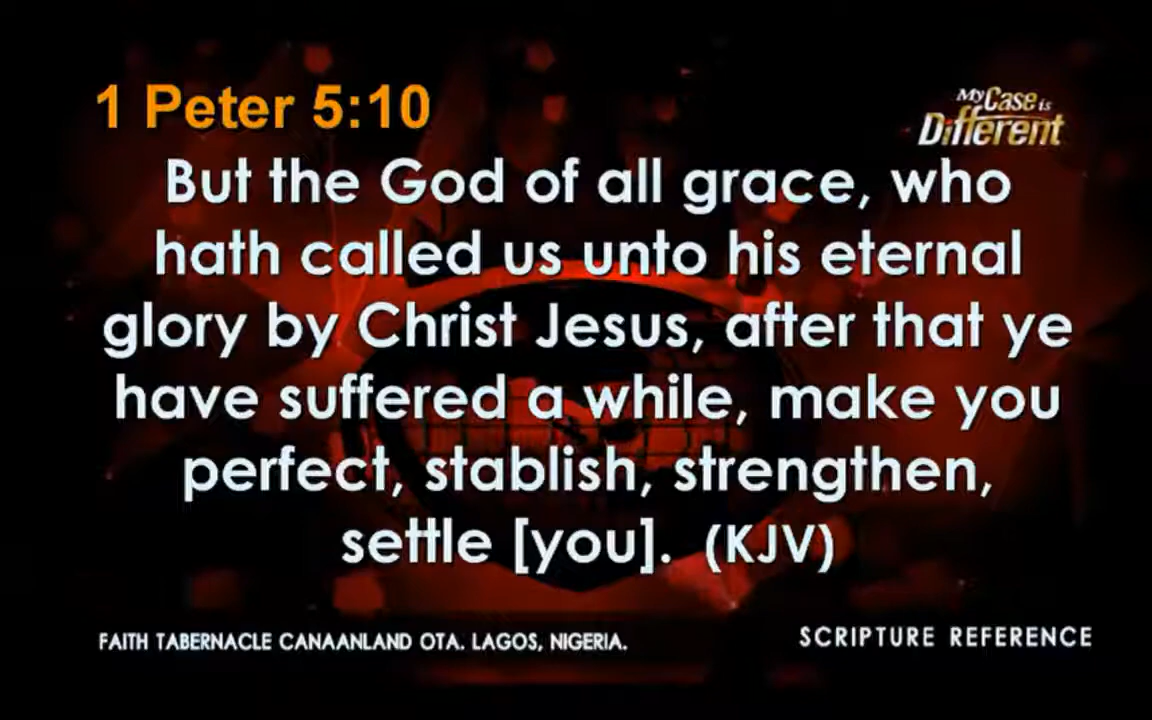 1 Peter 5:10
My Case is
Different
But the God of all grace, who
hath called us unto his eternal
glory by Christ Jesus, after that ye
have suffered a while, make you
perfect, stablish, strengthen,
settle [you]. (KJV)
FAITH TABERNACLE CANAANLAND OTA. LAGOS, NIGERIA.
SCRIPTURE REFERENCE